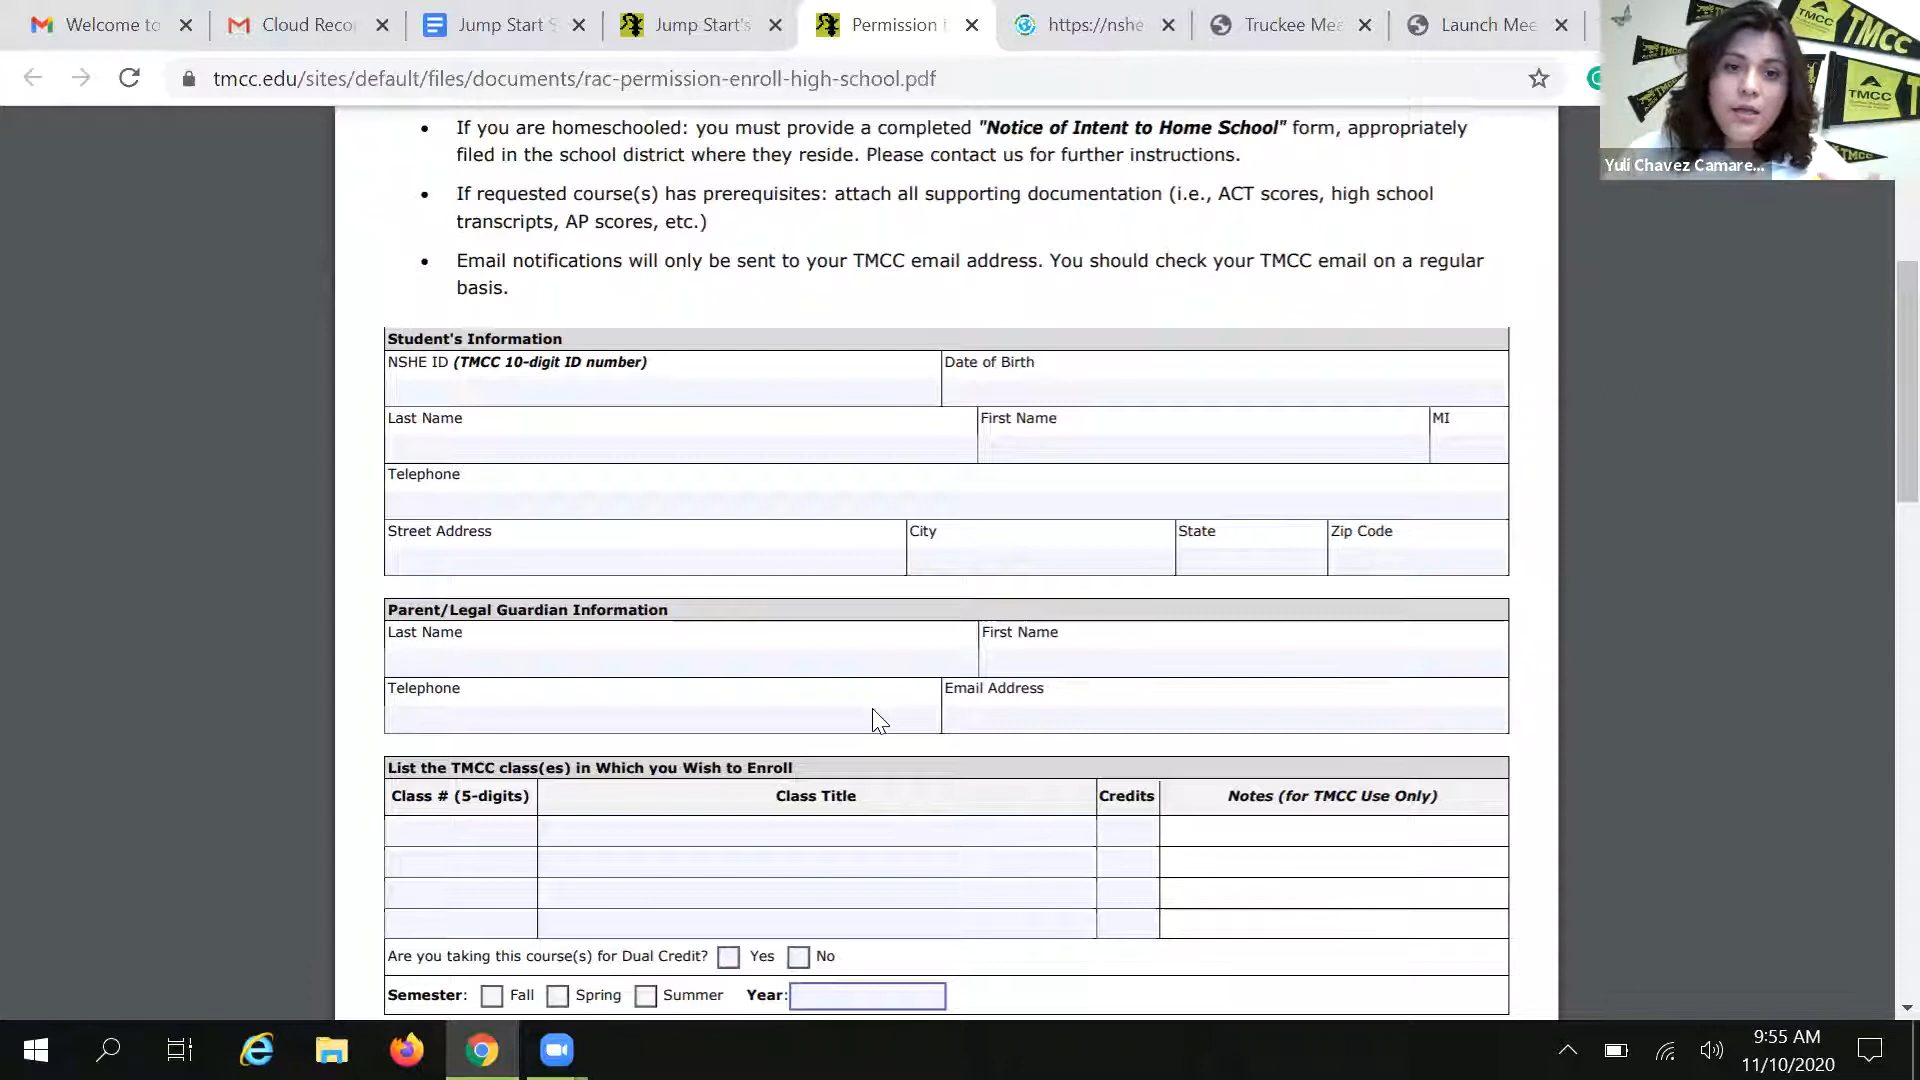 Welcome to
Cloud Reco
Jump Start S
Jump Start's
Permission t
https://nshe
Truckee Mea
Launch Mee
tmcc.edu/sites/default/files/documents/rac-permission-enroll-high-school.pdf
TMCC
TMCC
TMCC
Yuli Chavez Camare...
• If you are homeschooled: you must provide a completed "Notice of Intent to Home School" form, appropriately
filed in the school district where they reside. Please contact us for further instructions.
• If requested course(s) has prerequisites: attach all supporting documentation (i.e., ACT scores, high school
transcripts, AP scores, etc.)
• Email notifications will only be sent to your TMCC email address. You should check your TMCC email on a regular
basis.
Student's Information
NSHE ID (TMCC 10-digit ID number) Date of Birth
Last Name First Name MI
Telephone
Street Address City State Zip Code
Parent/Legal Guardian Information
Last Name First Name
Telephone Email Address
List the TMCC class(es) in Which you Wish to Enroll
Class # (5-digits) Class Title Credits Notes (for TMCC Use Only)
Are you taking this course(s) for Dual Credit? Yes No
Semester: Fall Spring Summer Year:
9:55 AM
11/10/2020